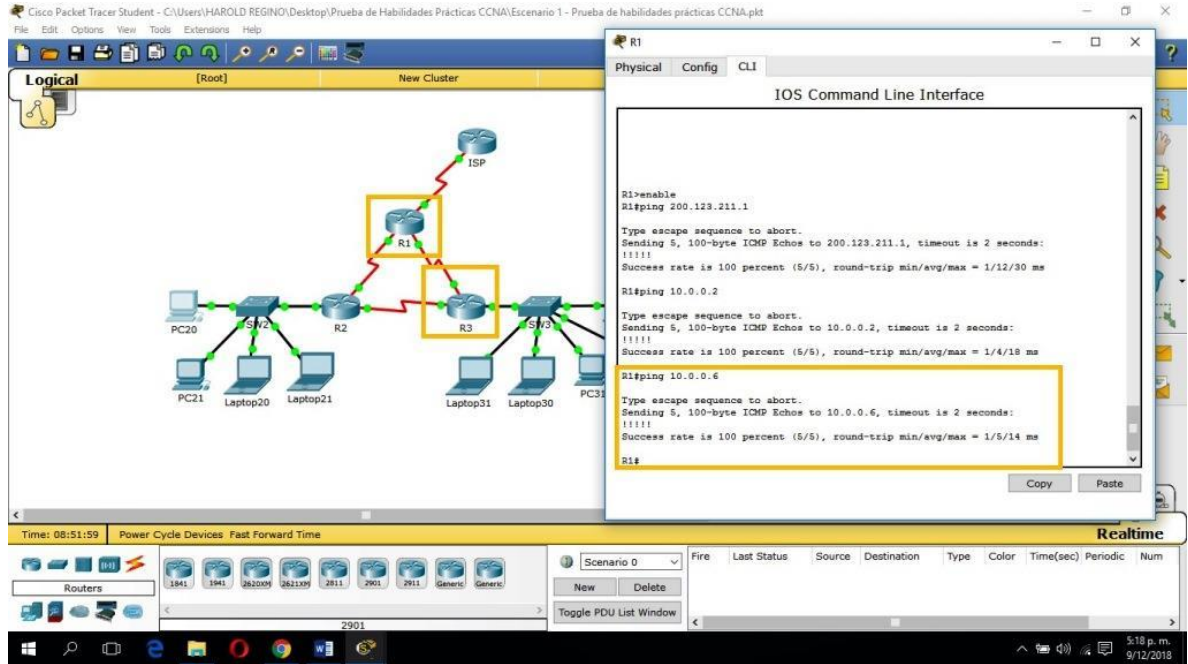 Cisco Packet Tracer Student - C:\Users\HAROLD REGINO\Desktop\Prueba de Habilidades Prácticas CCNA\Escenario 1 - Prueba de habilidades prácticas CCNA.pkt
File Edit Options View Tools Extensions Help
Logical [Root] New Cluster
ISP
R1
R2
R3
SW2
SW3
PC20
PC21
Laptop20
Laptop21
Laptop31
Laptop30
PC31
R1
Physical Config CLI
IOS Command Line Interface
R1>enable
R1#ping 200.123.211.1
Type escape sequence to abort.
Sending 5, 100-byte ICMP Echos to 200.123.211.1, timeout is 2 seconds:
!!!!!
Success rate is 100 percent (5/5), round-trip min/avg/max = 1/12/30 ms
R1#ping 10.0.0.2
Type escape sequence to abort.
Sending 5, 100-byte ICMP Echos to 10.0.0.2, timeout is 2 seconds:
!!!!!
Success rate is 100 percent (5/5), round-trip min/avg/max = 1/4/18 ms
R1#ping 10.0.0.6
Type escape sequence to abort.
Sending 5, 100-byte ICMP Echos to 10.0.0.6, timeout is 2 seconds:
!!!!!
Success rate is 100 percent (5/5), round-trip min/avg/max = 1/5/14 ms
R1#
Copy Paste
Time: 08:51:59 Power Cycle Devices Fast Forward Time Realtime
Routers
1841 1941 2620XM 2621XM 2811 2901 2911 Generic Generic
2901
Scenario 0
New Delete
Toggle PDU List Window
Fire Last Status Source Destination Type Color Time(sec) Periodic Num
5:18 p. m.
9/12/2018